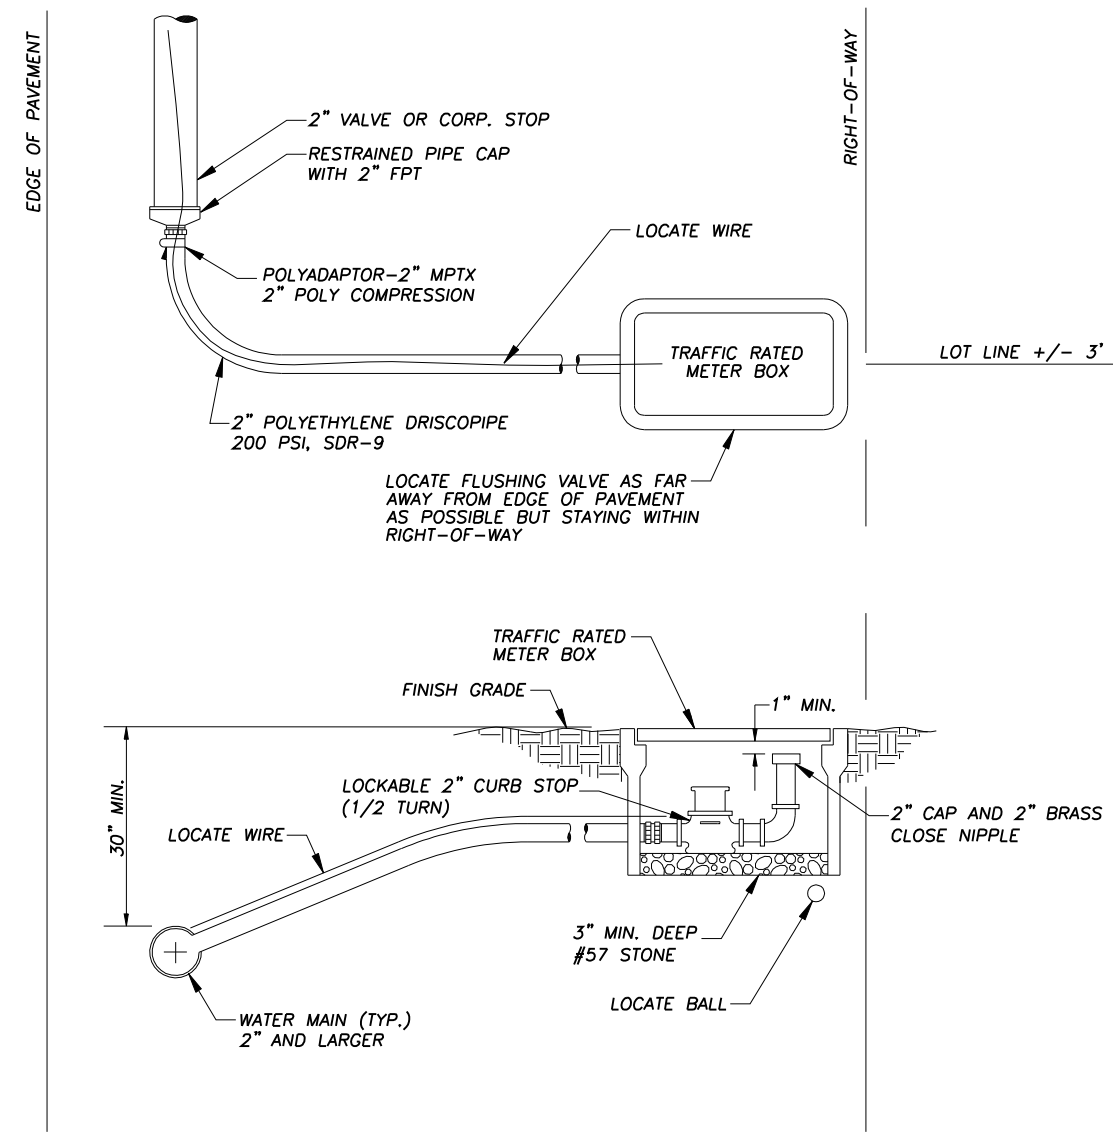 EDGE OF PAVEMENT
RIGHT-OF-WAY
2" VALVE OR CORP. STOP
RESTRAINED PIPE CAP
WITH 2" FPT
LOCATE WIRE
POLYADAPTOR-2" MPTX
2" POLY COMPRESSION
TRAFFIC RATED
METER BOX
LOT LINE +/- 3'
2" POLYETHYLENE DRISCOPIPE
200 PSI, SDR-9
LOCATE FLUSHING VALVE AS FAR
AWAY FROM EDGE OF PAVEMENT
AS POSSIBLE BUT STAYING WITHIN
RIGHT-OF-WAY
TRAFFIC RATED
METER BOX
FINISH GRADE
1" MIN.
30" MIN.
LOCKABLE 2" CURB STOP
(1/2 TURN)
LOCATE WIRE
2" CAP AND 2" BRASS
CLOSE NIPPLE
3" MIN. DEEP
#57 STONE
LOCATE BALL
WATER MAIN (TYP.)
2" AND LARGER